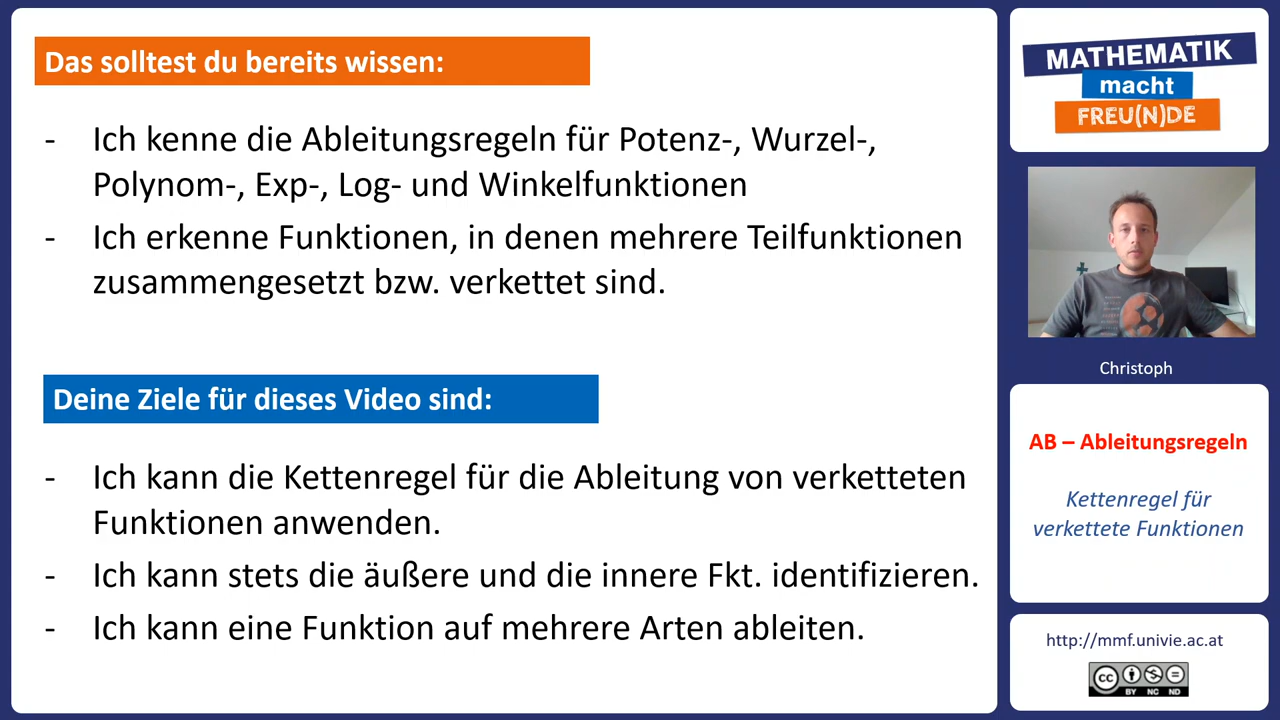 Das solltest du bereits wissen:
- Ich kenne die Ableitungsregeln für Potenz-, Wurzel-,
Polynom-, Exp-, Log- und Winkelfunktionen
- Ich erkenne Funktionen, in denen mehrere Teilfunktionen
zusammengesetzt bzw. verkettet sind.
Deine Ziele für dieses Video sind:
- Ich kann die Kettenregel für die Ableitung von verketteten
Funktionen anwenden.
- Ich kann stets die äußere und die innere Fkt. identifizieren.
- Ich kann eine Funktion auf mehrere Arten ableiten.
MATHEMATIK
macht
FREU(N)DE
Christoph
AB – Ableitungsregeln
Kettenregel für
verkettete Funktionen
http://mmf.univie.ac.at
cc
BY NC ND